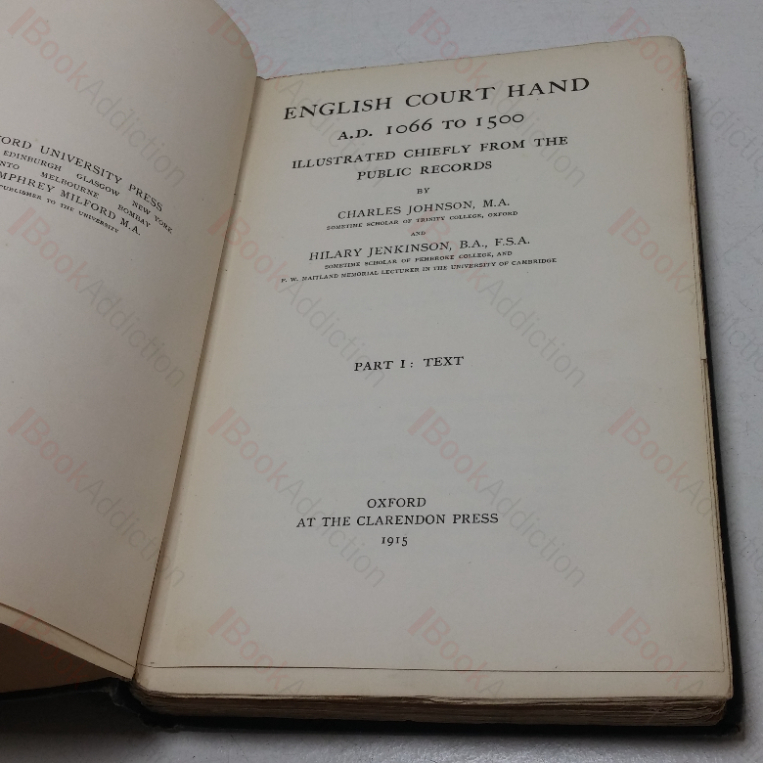 ORD UNIVERSITY PRESS
EDINBURGH GLASGOW NEW YORK
NTO MELBOURNE BOMBAY
MPHREY MILFORD M.A.
PUBLISHER TO THE UNIVERSITY
ENGLISH COURT HAND
A.D. 1066 TO 1500
ILLUSTRATED CHIEFLY FROM THE
PUBLIC RECORDS
BY
CHARLES JOHNSON, M.A.
SOMETIME SCHOLAR OF TRINITY COLLEGE, OXFORD
AND
HILARY JENKINSON, B.A., F.S.A.
SOMETIME SCHOLAR OF PEMBROKE COLLEGE, AND
F. W. MAITLAND MEMORIAL LECTURER IN THE UNIVERSITY OF CAMBRIDGE
PART I: TEXT
OXFORD
AT THE CLARENDON PRESS
1915
BookAddiction